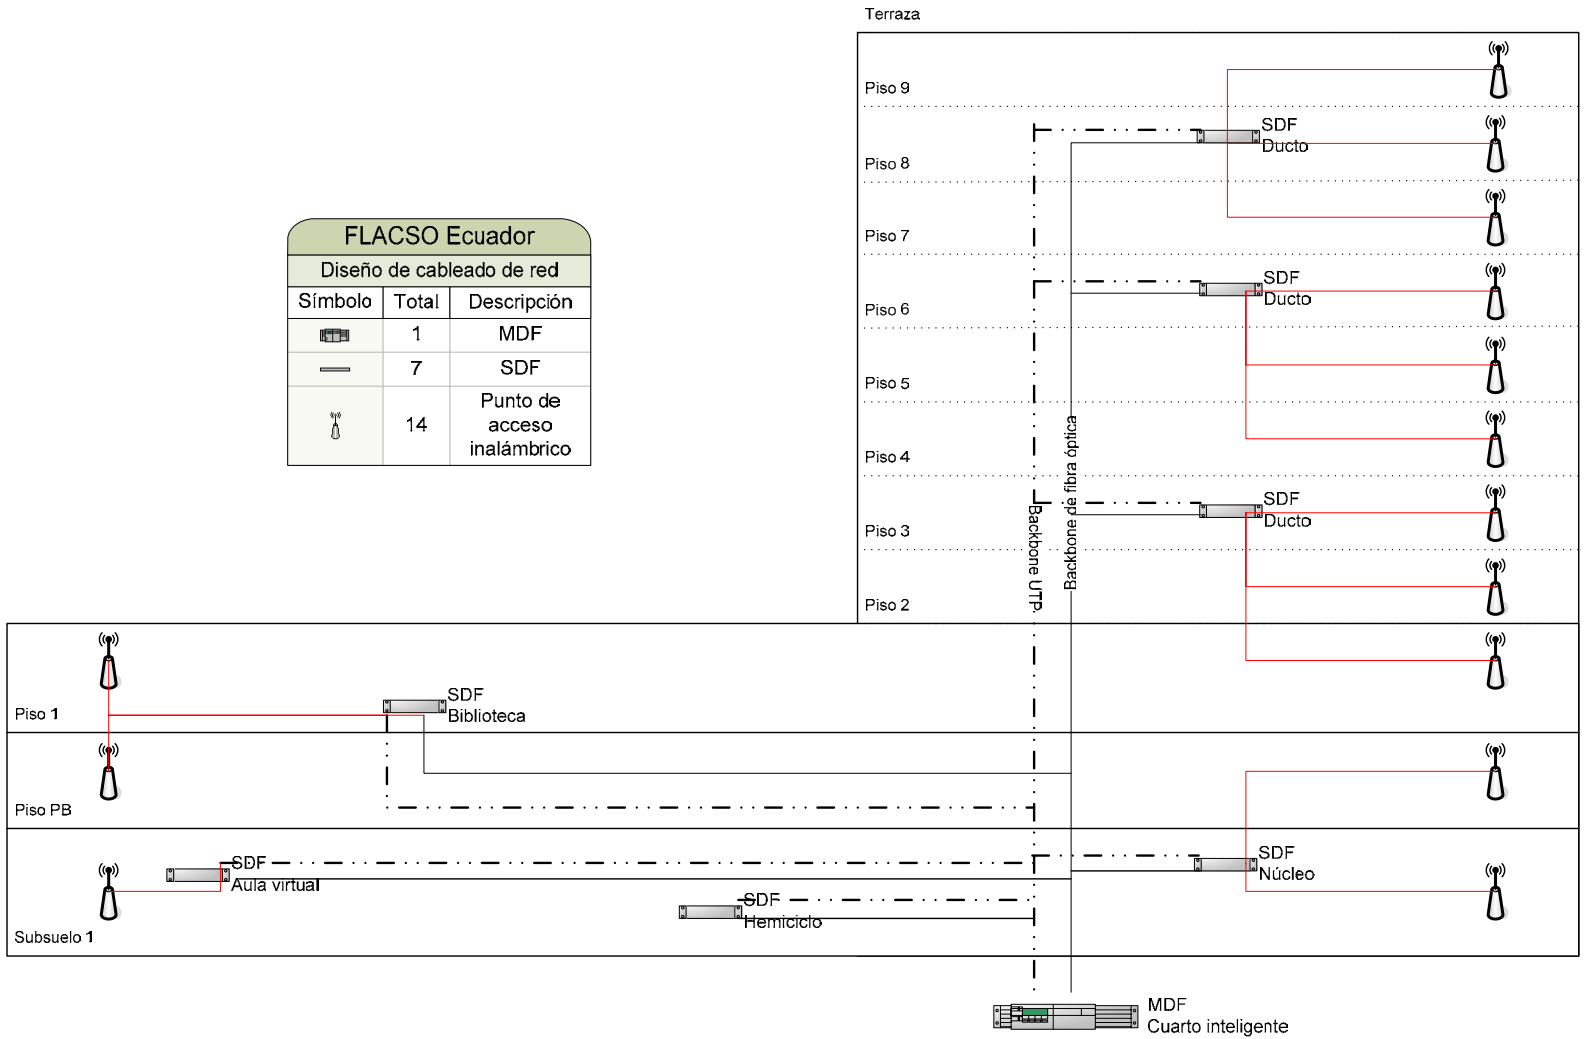 Terraza
Piso 9
SDF
Ducto
Piso 8
Piso 7
FLACSO Ecuador
Diseño de cableado de red
Símbolo Total Descripción
1 MDF
7 SDF
14 Punto de
acceso
inalámbrico
SDF
Ducto
Piso 6
Piso 5
Piso 4
Backbone de fibra óptica
Backbone UTP
SDF
Ducto
Piso 3
Piso 2
SDF
Biblioteca
Piso 1
Piso PB
SDF
Aula virtual
SDF
Hemiciclo
SDF
Núcleo
Subsuelo 1
MDF
Cuarto inteligente